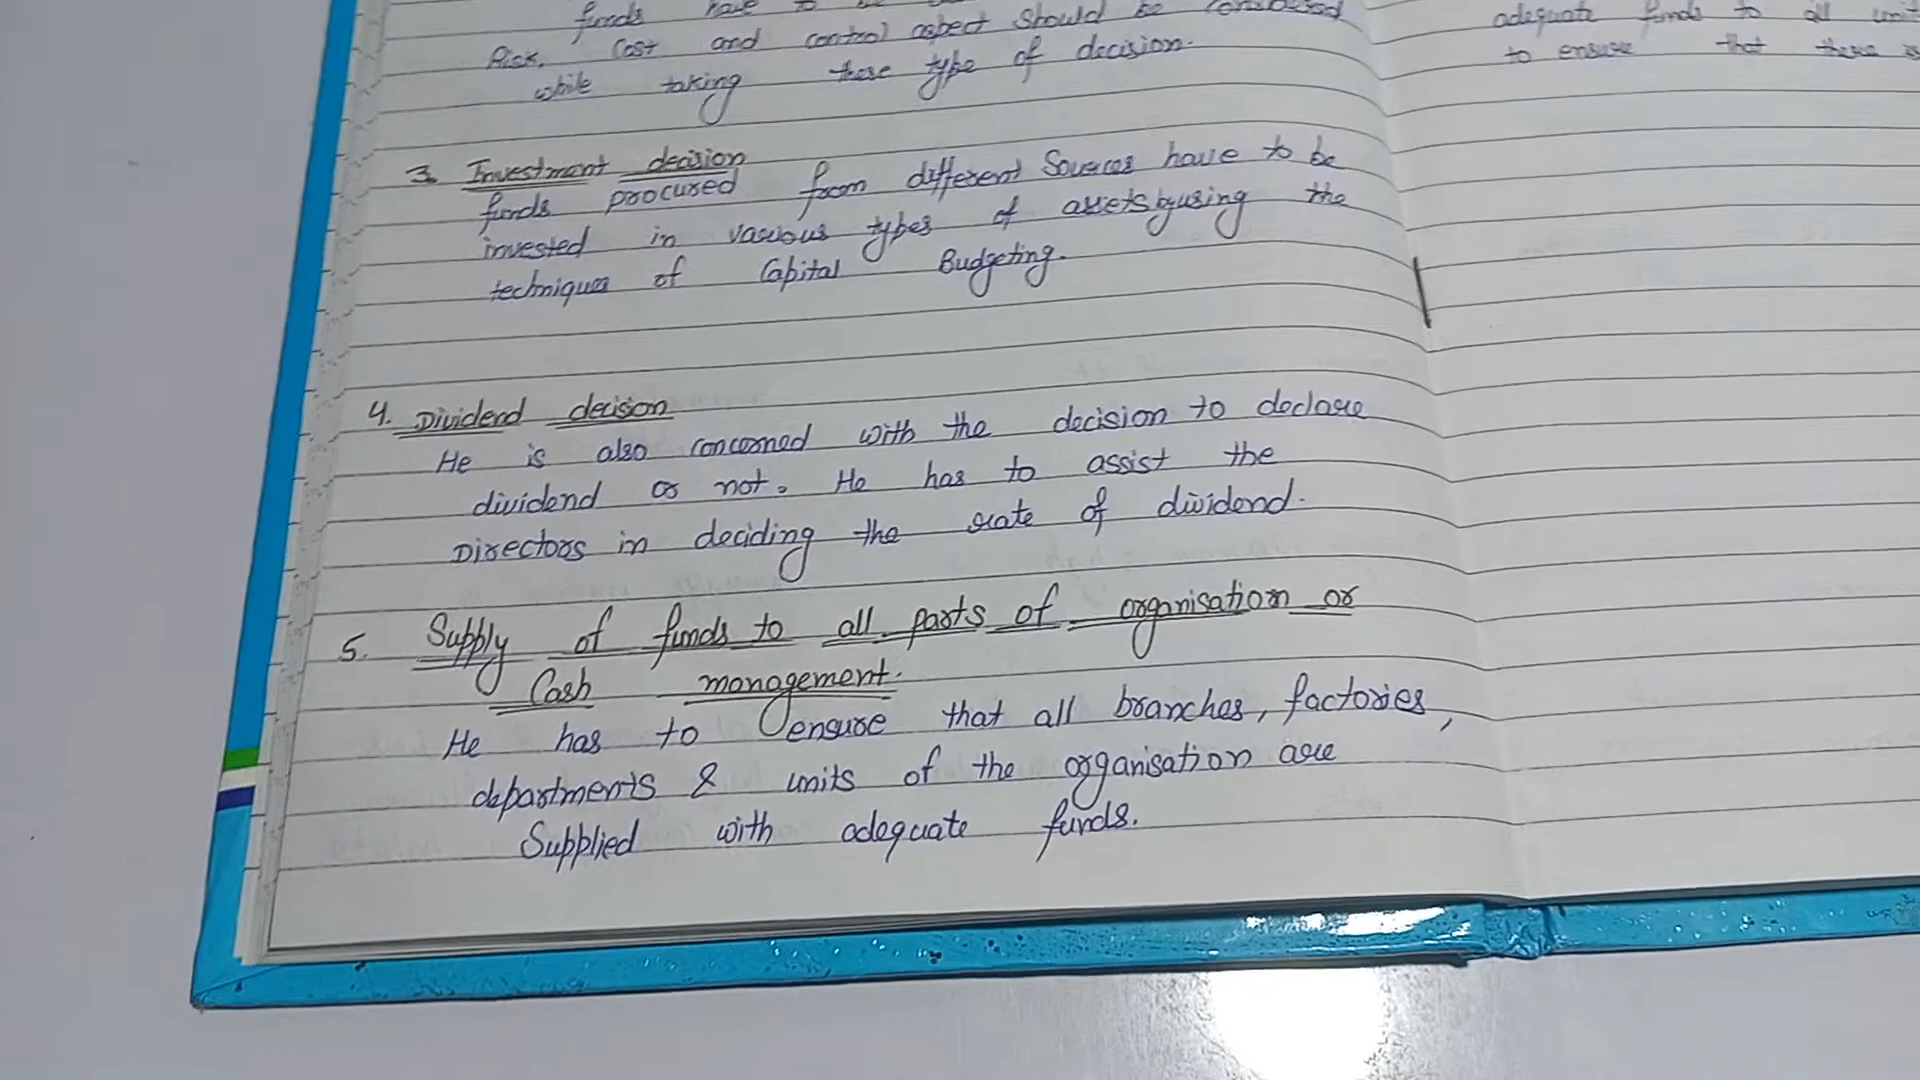 funds have to be
Risk, Cost and control aspect should be considered
while taking these type of decision.
3. Investment decision
funds procured from different Sources have to be
invested in various types of assets by using the
techniques of Capital Budgeting.
4. Dividend decision
He is also concerned with the decision to declare
dividend or not. He has to assist the
Directors in deciding the rate of dividend.
5. Supply of funds to all parts of organisation or
Cash management.
He has to ensure that all branches, factories,
departments & units of the organisation are
Supplied with adequate funds.
adequate funds to all unit
to ensure that there is